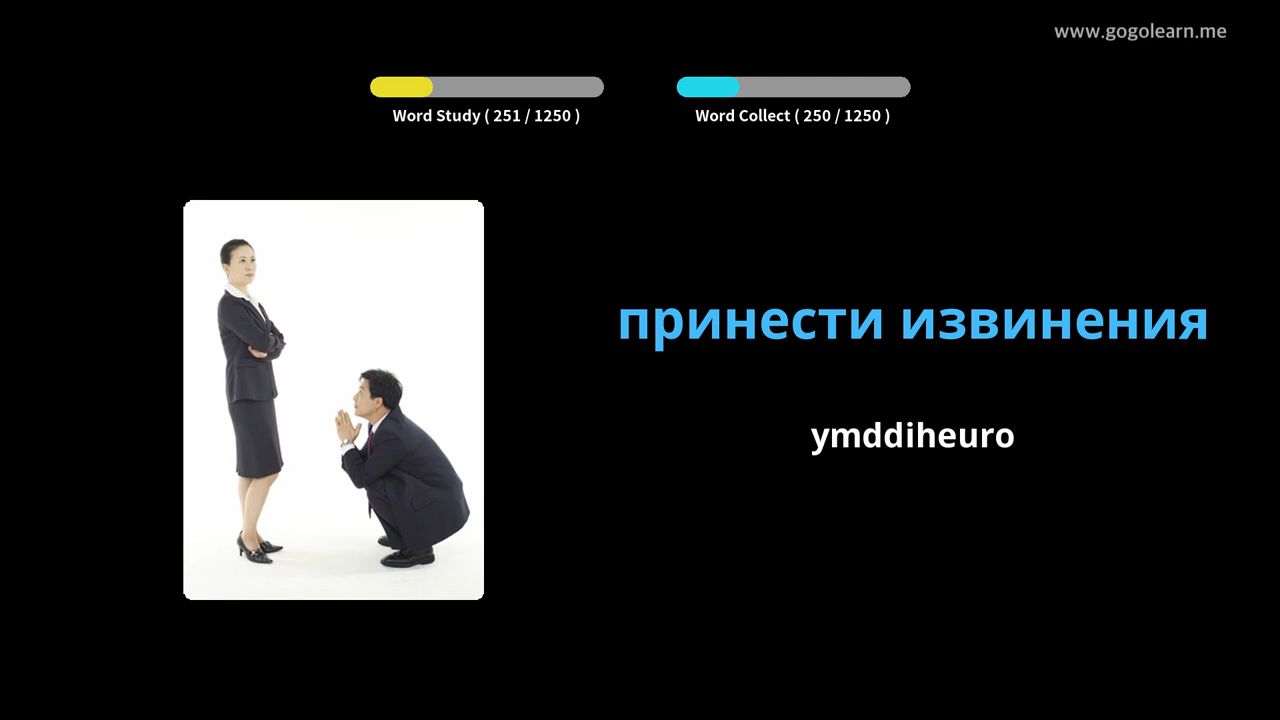 www.gogolearn.me
Word Study ( 251 / 1250 )
Word Collect ( 250 / 1250 )
принести извинения
ymddiheuro